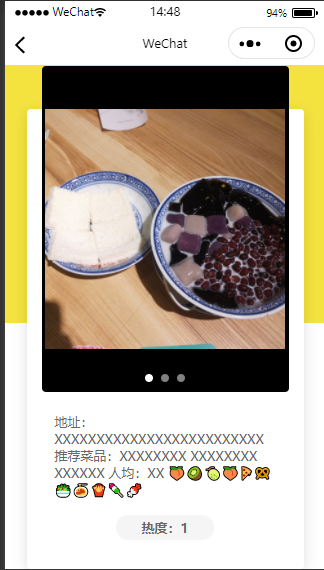 WeChat 14:48 94%
WeChat
地址：
XXXXXXXXXXXXXXXXXXXXXXXXX
推荐菜品：XXXXXXXX XXXXXXXX
XXXXXX 人均：XX 🍑🥝🍈🍑🍕🥨
🥗🥘🍟🍡🍖
热度：1